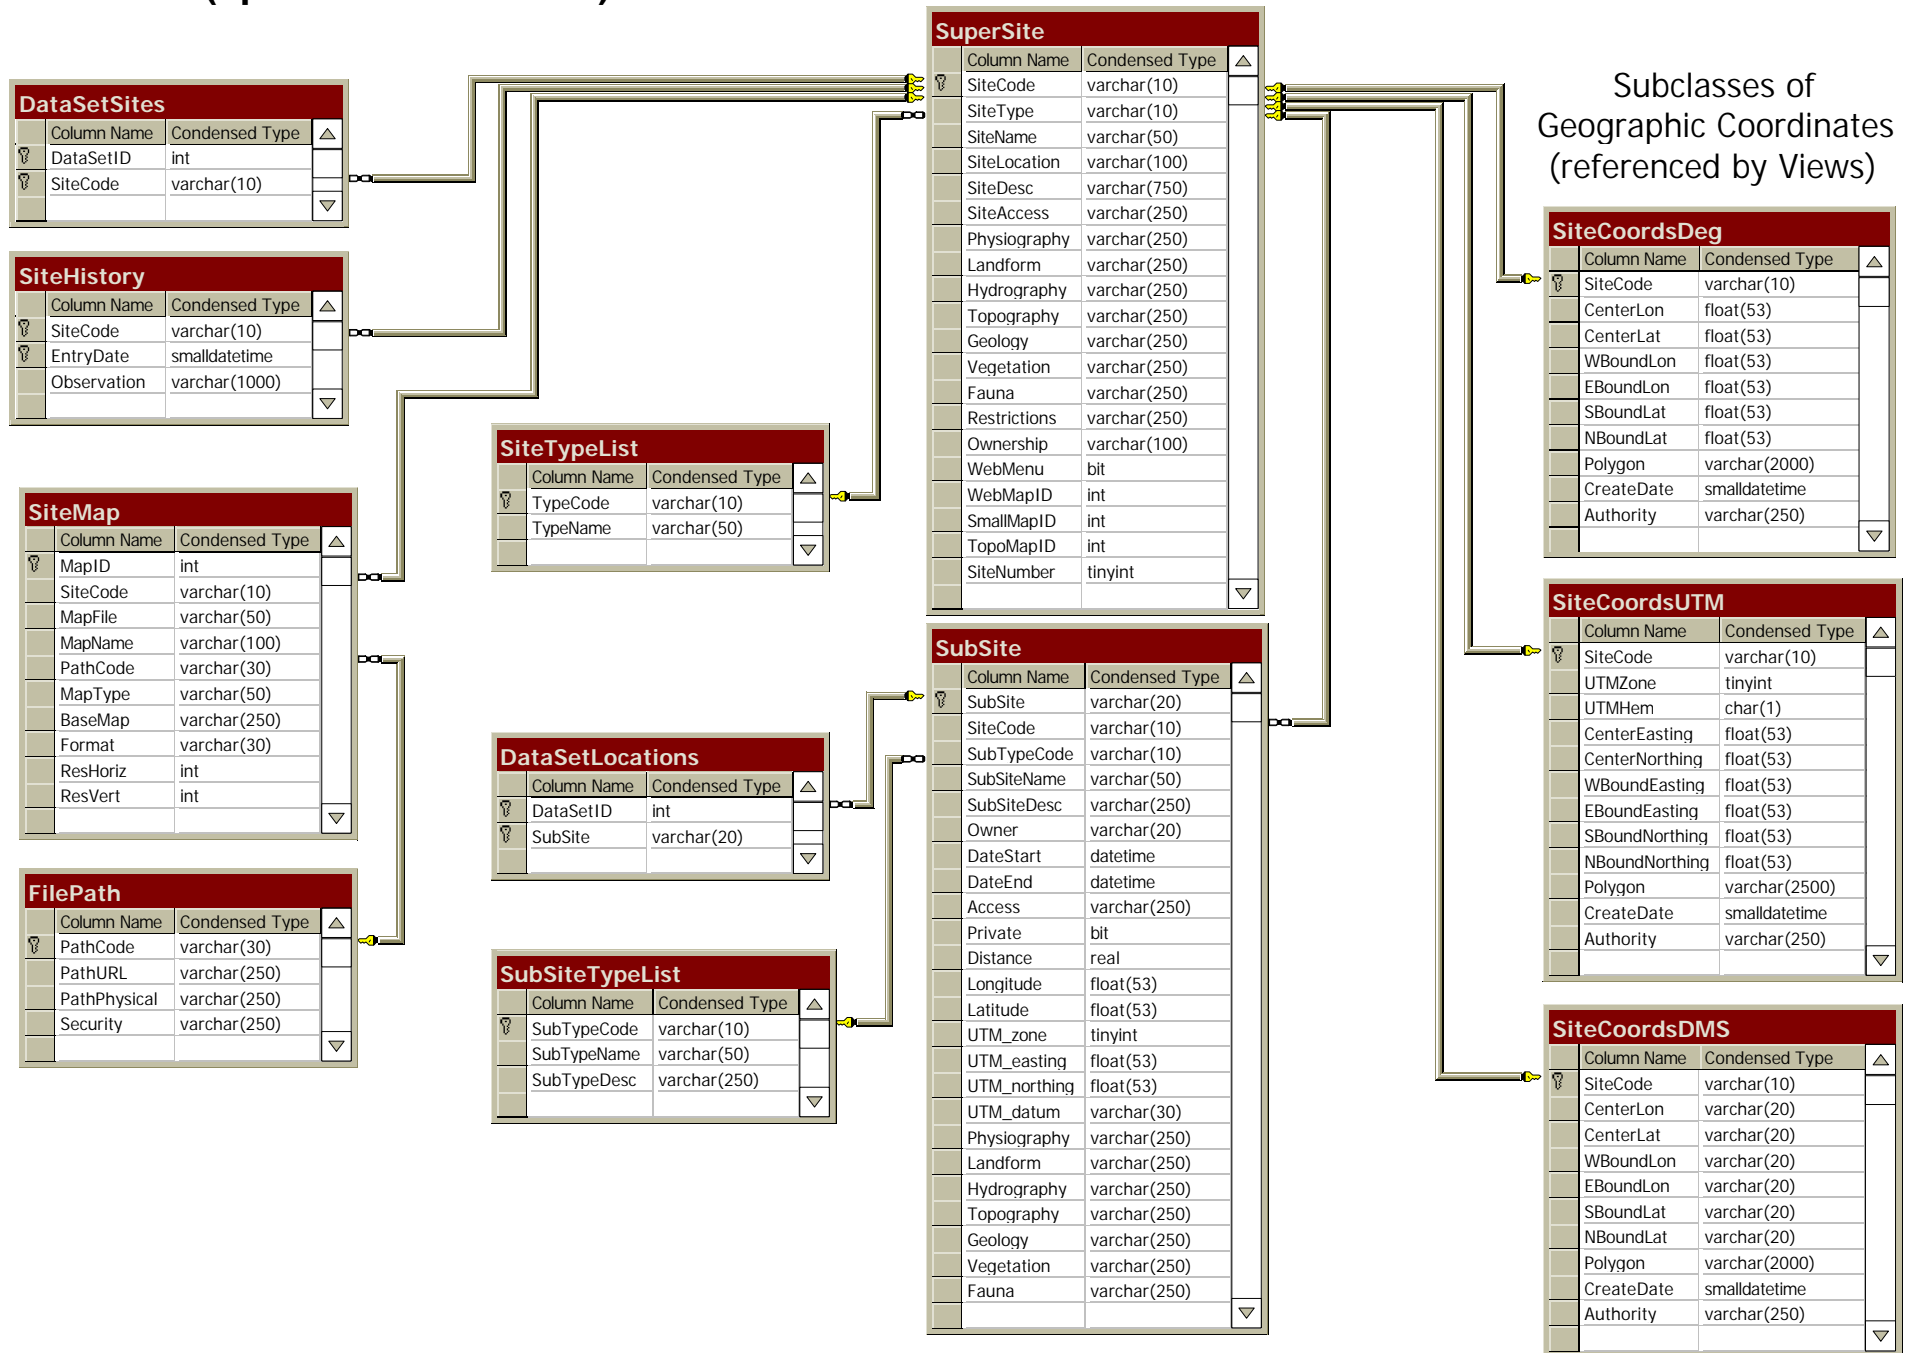 DataSetSites
Column Name Condensed Type
DataSetID int
SiteCode varchar(10)
SiteHistory
Column Name Condensed Type
SiteCode varchar(10)
EntryDate smalldatetime
Observation varchar(1000)
SiteMap
Column Name Condensed Type
MapID int
SiteCode varchar(10)
MapFile varchar(50)
MapName varchar(100)
PathCode varchar(30)
MapType varchar(50)
BaseMap varchar(250)
Format varchar(30)
ResHoriz int
ResVert int
FilePath
Column Name Condensed Type
PathCode varchar(30)
PathURL varchar(250)
PathPhysical varchar(250)
Security varchar(250)
SiteTypeList
Column Name Condensed Type
TypeCode varchar(10)
TypeName varchar(50)
DataSetLocations
Column Name Condensed Type
DataSetID int
SubSite varchar(20)
SubSiteTypeList
Column Name Condensed Type
SubTypeCode varchar(10)
SubTypeName varchar(50)
SubTypeDesc varchar(250)
SuperSite
Column Name Condensed Type
SiteCode varchar(10)
SiteType varchar(10)
SiteName varchar(50)
SiteLocation varchar(100)
SiteDesc varchar(750)
SiteAccess varchar(250)
Physiography varchar(250)
Landform varchar(250)
Hydrography varchar(250)
Topography varchar(250)
Geology varchar(250)
Vegetation varchar(250)
Fauna varchar(250)
Restrictions varchar(250)
Ownership varchar(100)
WebMenu bit
WebMapID int
SmallMapID int
TopoMapID int
SiteNumber tinyint
SubSite
Column Name Condensed Type
SubSite varchar(20)
SiteCode varchar(10)
SubTypeCode varchar(10)
SubSiteName varchar(50)
SubSiteDesc varchar(250)
Owner varchar(20)
DateStart datetime
DateEnd datetime
Access varchar(250)
Private bit
Distance real
Longitude float(53)
Latitude float(53)
UTM_zone tinyint
UTM_easting float(53)
UTM_northing float(53)
UTM_datum varchar(30)
Physiography varchar(250)
Landform varchar(250)
Hydrography varchar(250)
Topography varchar(250)
Geology varchar(250)
Vegetation varchar(250)
Fauna varchar(250)
Subclasses of
Geographic Coordinates
(referenced by Views)
SiteCoordsDeg
Column Name Condensed Type
SiteCode varchar(10)
CenterLon float(53)
CenterLat float(53)
WBoundLon float(53)
EBoundLon float(53)
SBoundLat float(53)
NBoundLat float(53)
Polygon varchar(2000)
CreateDate smalldatetime
Authority varchar(250)
SiteCoordsUTM
Column Name Condensed Type
SiteCode varchar(10)
UTMZone tinyint
UTMHem char(1)
CenterEasting float(53)
CenterNorthing float(53)
WBoundEasting float(53)
EBoundEasting float(53)
SBoundNorthing float(53)
NBoundNorthing float(53)
Polygon varchar(2500)
CreateDate smalldatetime
Authority varchar(250)
SiteCoordsDMS
Column Name Condensed Type
SiteCode varchar(10)
CenterLon varchar(20)
CenterLat varchar(20)
WBoundLon varchar(20)
EBoundLon varchar(20)
SBoundLat varchar(20)
NBoundLat varchar(20)
Polygon varchar(2000)
CreateDate smalldatetime
Authority varchar(250)